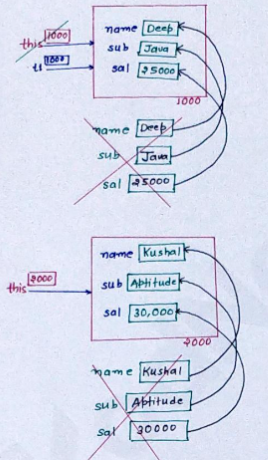 name Deep
this 1000
sub Java
t1 1000
sal 25000
1000
name Deep
sub Java
sal 25000
name Kushal
this 2000
sub Aptitude
sal 30,000
2000
name Kushal
sub Aptitude
sal 30000